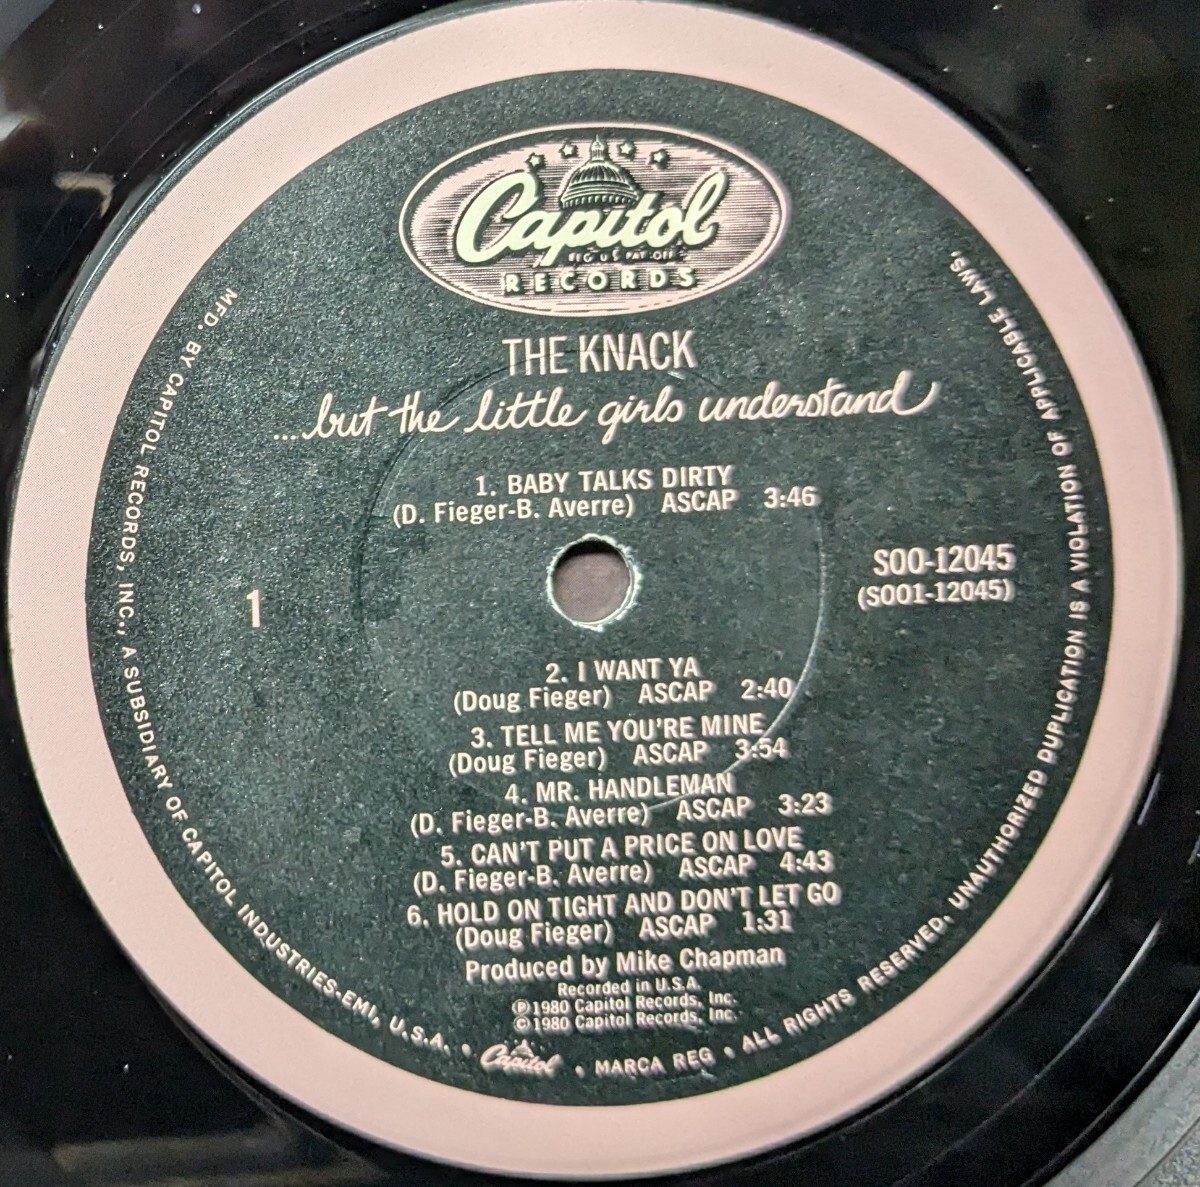 Capitol
REG. U.S. PAT. OFF.
RECORDS
THE KNACK
...but the little girls understand
1. BABY TALKS DIRTY
(D. Fieger-B. Averre) ASCAP 3:46
SOO-12045
(SOO1-12045)
1
2. I WANT YA
(Doug Fieger) ASCAP 2:40
3. TELL ME YOU'RE MINE
(Doug Fieger) ASCAP 3:54
4. MR. HANDLEMAN
(D. Fieger-B. Averre) ASCAP 3:23
5. CAN'T PUT A PRICE ON LOVE
(D. Fieger-B. Averre) ASCAP 4:43
6. HOLD ON TIGHT AND DON'T LET GO
(Doug Fieger) ASCAP 1:31
Produced by Mike Chapman
Recorded in U.S.A.
℗1980 Capitol Records, Inc.
©1980 Capitol Records, Inc.
MFD. BY CAPITOL RECORDS, INC., A SUBSIDIARY OF CAPITOL INDUSTRIES-EMI, U.S.A. • Capitol • MARCA REG • ALL RIGHTS RESERVED. UNAUTHORIZED DUPLICATION IS A VIOLATION OF APPLICABLE LAWS.